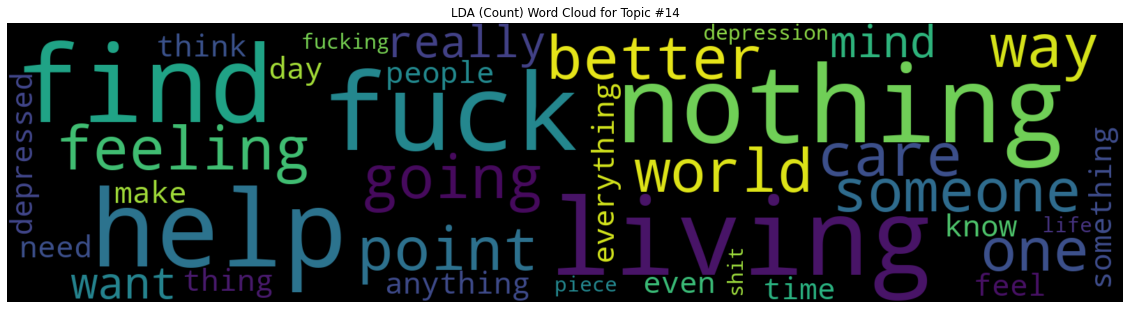 LDA (Count) Word Cloud for Topic #14
think
fucking
really
depression
mind
way
find
day
people
better
fuck
nothing
depressed
feeling
everything
care
world
going
make
someone
something
help
living
know
life
need
point
one
want
thing
anything
piece
even
shit
time
feel